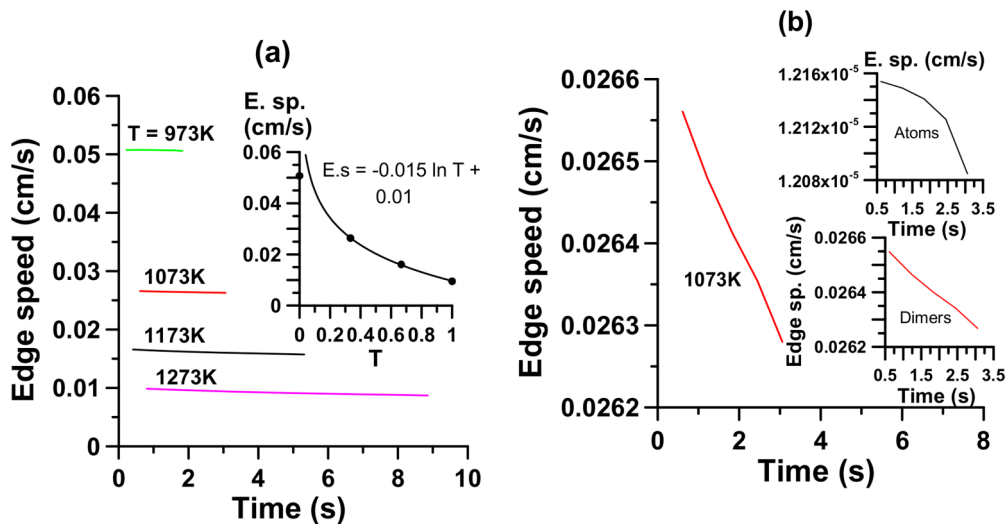 (a)
0.06
0.05
0.04
0.03
0.02
0.01
0
Edge speed (cm/s)
T = 973K
1073K
1173K
1273K
0 2 4 6 8 10
Time (s)
E. sp.
(cm/s)
0.06
0.04
0.02
0
E.s = -0.015 ln T +
0.01
0 0.2 0.4 0.6 0.8 1
T
(b)
0.0266
0.0265
0.0264
0.0263
0.0262
Edge speed (cm/s)
1073K
0 2 4 6 8
Time (s)
E. sp. (cm/s)
1.216x10⁻⁵
1.212x10⁻⁵
1.208x10⁻⁵
Atoms
0.5 1.5 2.5 3.5
Time (s)
Edge sp. (cm/s)
0.0266
0.0264
0.0262
Dimers
0.5 1.5 2.5 3.5
Time (s)